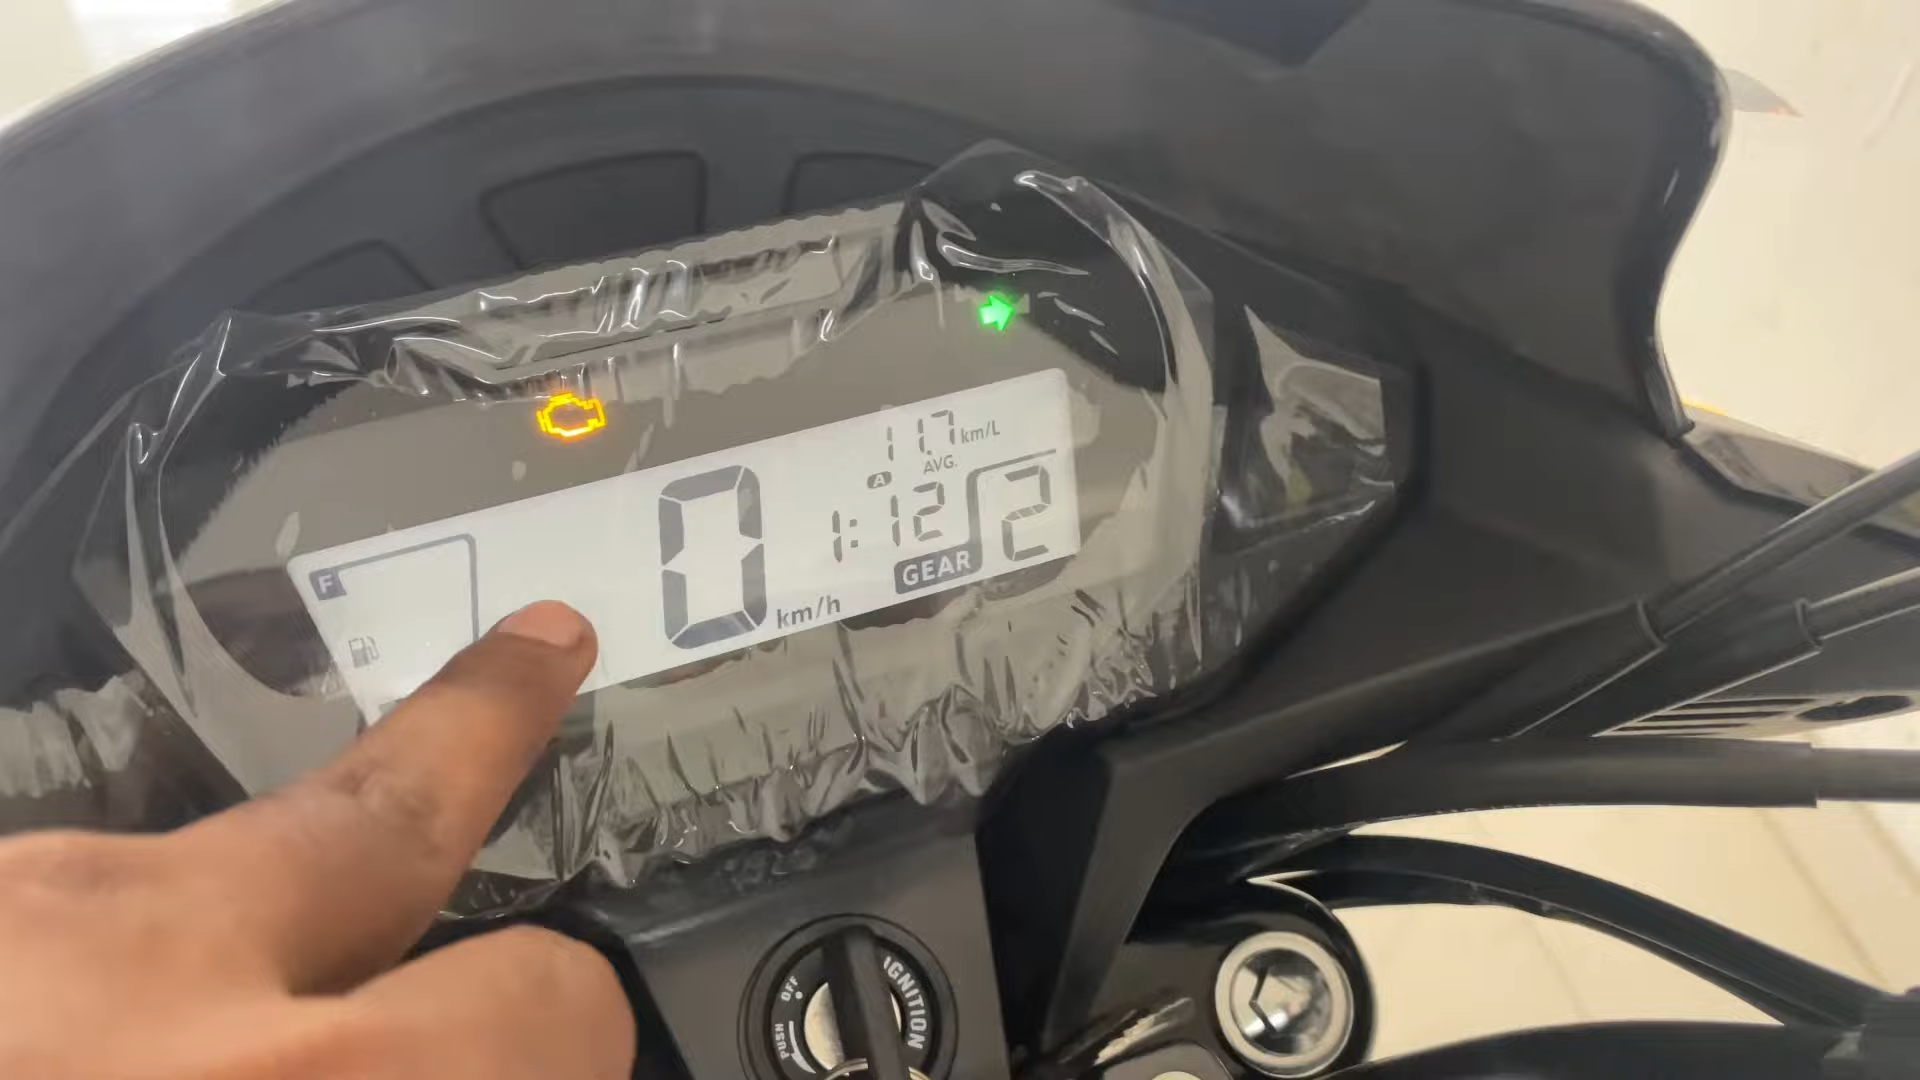 11.7 km/L
AVG.
A
1:12
F
0 km/h
GEAR 2
OFF
IGNITION
PUSH